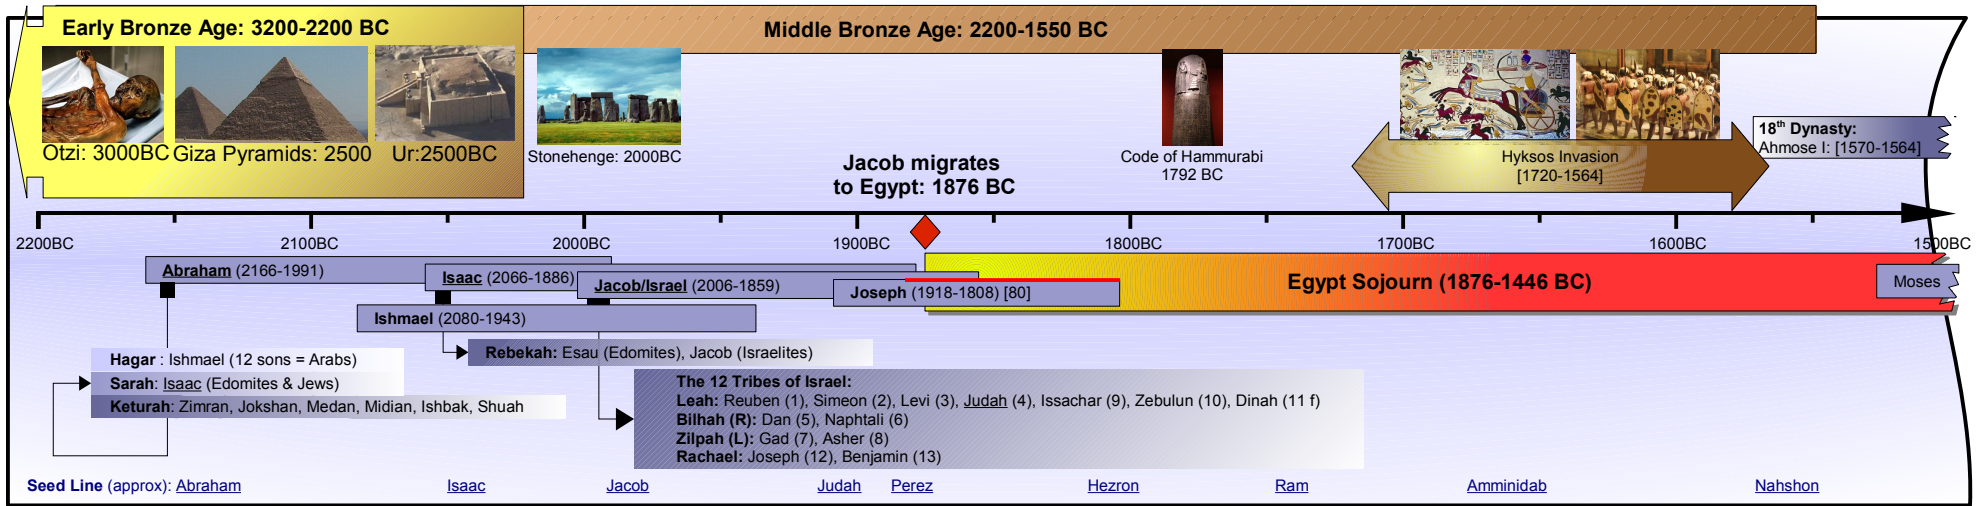 Early Bronze Age: 3200-2200 BC
Middle Bronze Age: 2200-1550 BC
Otzi: 3000BC
Giza Pyramids: 2500
Ur:2500BC
Stonehenge: 2000BC
Jacob migrates
to Egypt: 1876 BC
Code of Hammurabi
1792 BC
Hyksos Invasion
[1720-1564]
18th Dynasty:
Ahmose I: [1570-1564]
2200BC
2100BC
2000BC
1900BC
1800BC
1700BC
1600BC
1500BC
Abraham (2166-1991)
Isaac (2066-1886)
Jacob/Israel (2006-1859)
Joseph (1918-1808) [80]
Egypt Sojourn (1876-1446 BC)
Moses
Ishmael (2080-1943)
Hagar : Ishmael (12 sons = Arabs)
Sarah: Isaac (Edomites & Jews)
Keturah: Zimran, Jokshan, Medan, Midian, Ishbak, Shuah
Rebekah: Esau (Edomites), Jacob (Israelites)
The 12 Tribes of Israel:
Leah: Reuben (1), Simeon (2), Levi (3), Judah (4), Issachar (9), Zebulun (10), Dinah (11 f)
Bilhah (R): Dan (5), Naphtali (6)
Zilpah (L): Gad (7), Asher (8)
Rachael: Joseph (12), Benjamin (13)
Seed Line (approx): Abraham Isaac Jacob Judah Perez Hezron Ram Amminidab Nahshon